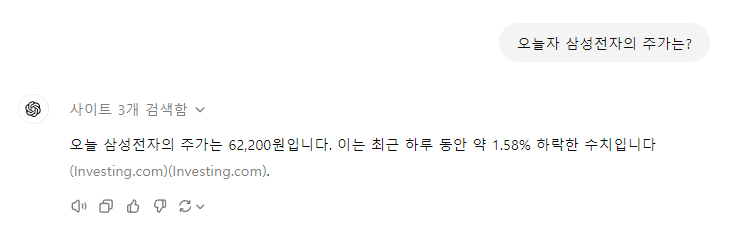 오늘자 삼성전자의 주가는?
사이트 3개 검색함
오늘 삼성전자의 주가는 62,200원입니다. 이는 최근 하루 동안 약 1.58% 하락한 수치입니다
(Investing.com)(Investing.com).